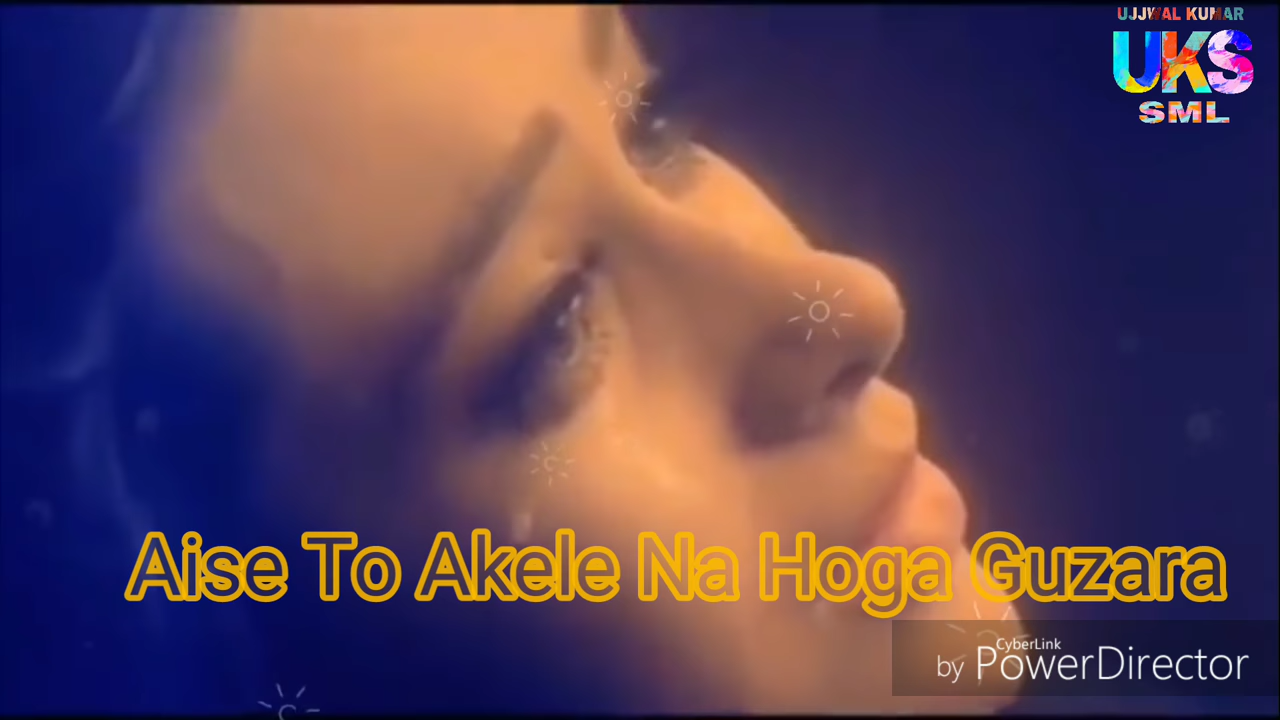 UJJWAL KUMAR
UKS
SML
Aise To Akele Na Hoga Guzara
CyberLink
by PowerDirector